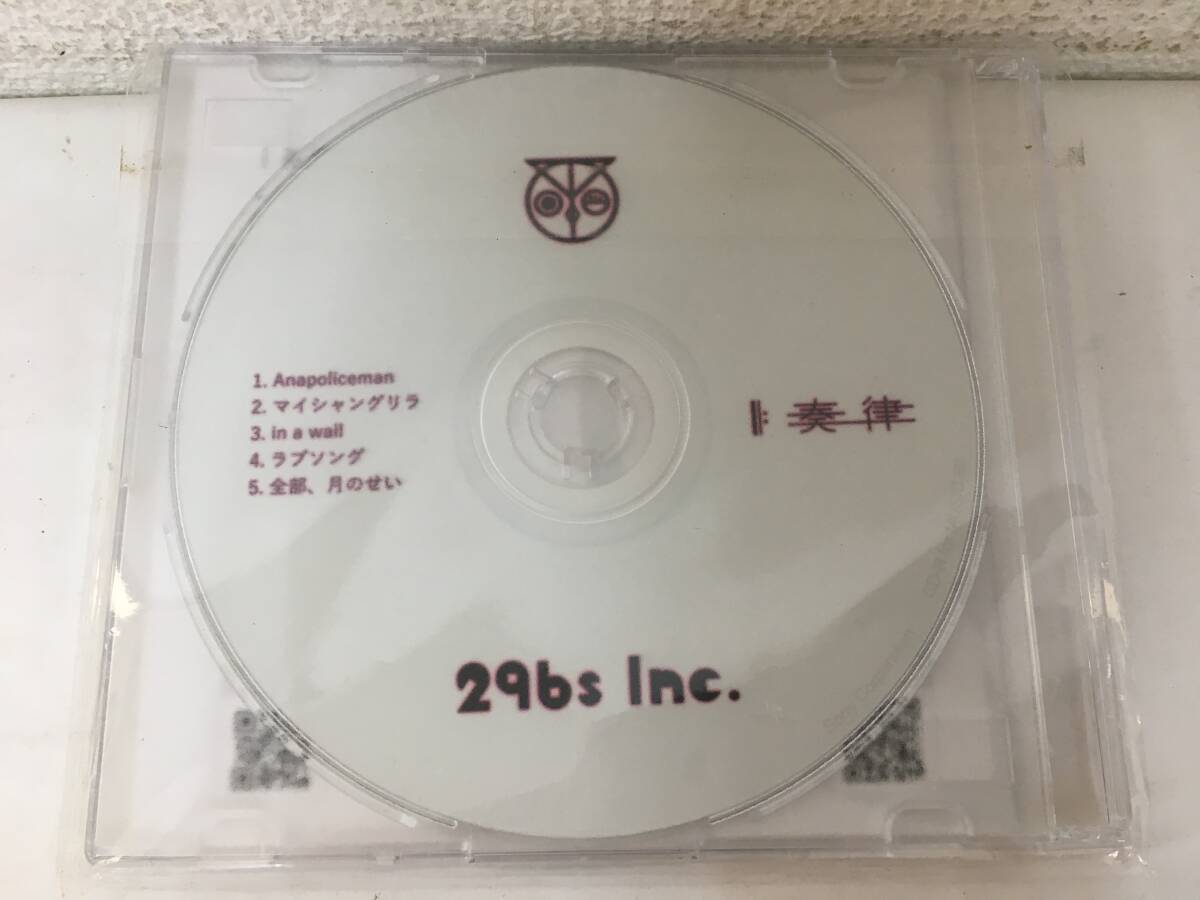 1. Anapoliceman
2. マイシャングリラ
3. in a wall
4. ラブソング
5. 全部、月のせい
奏律
29bs Inc.